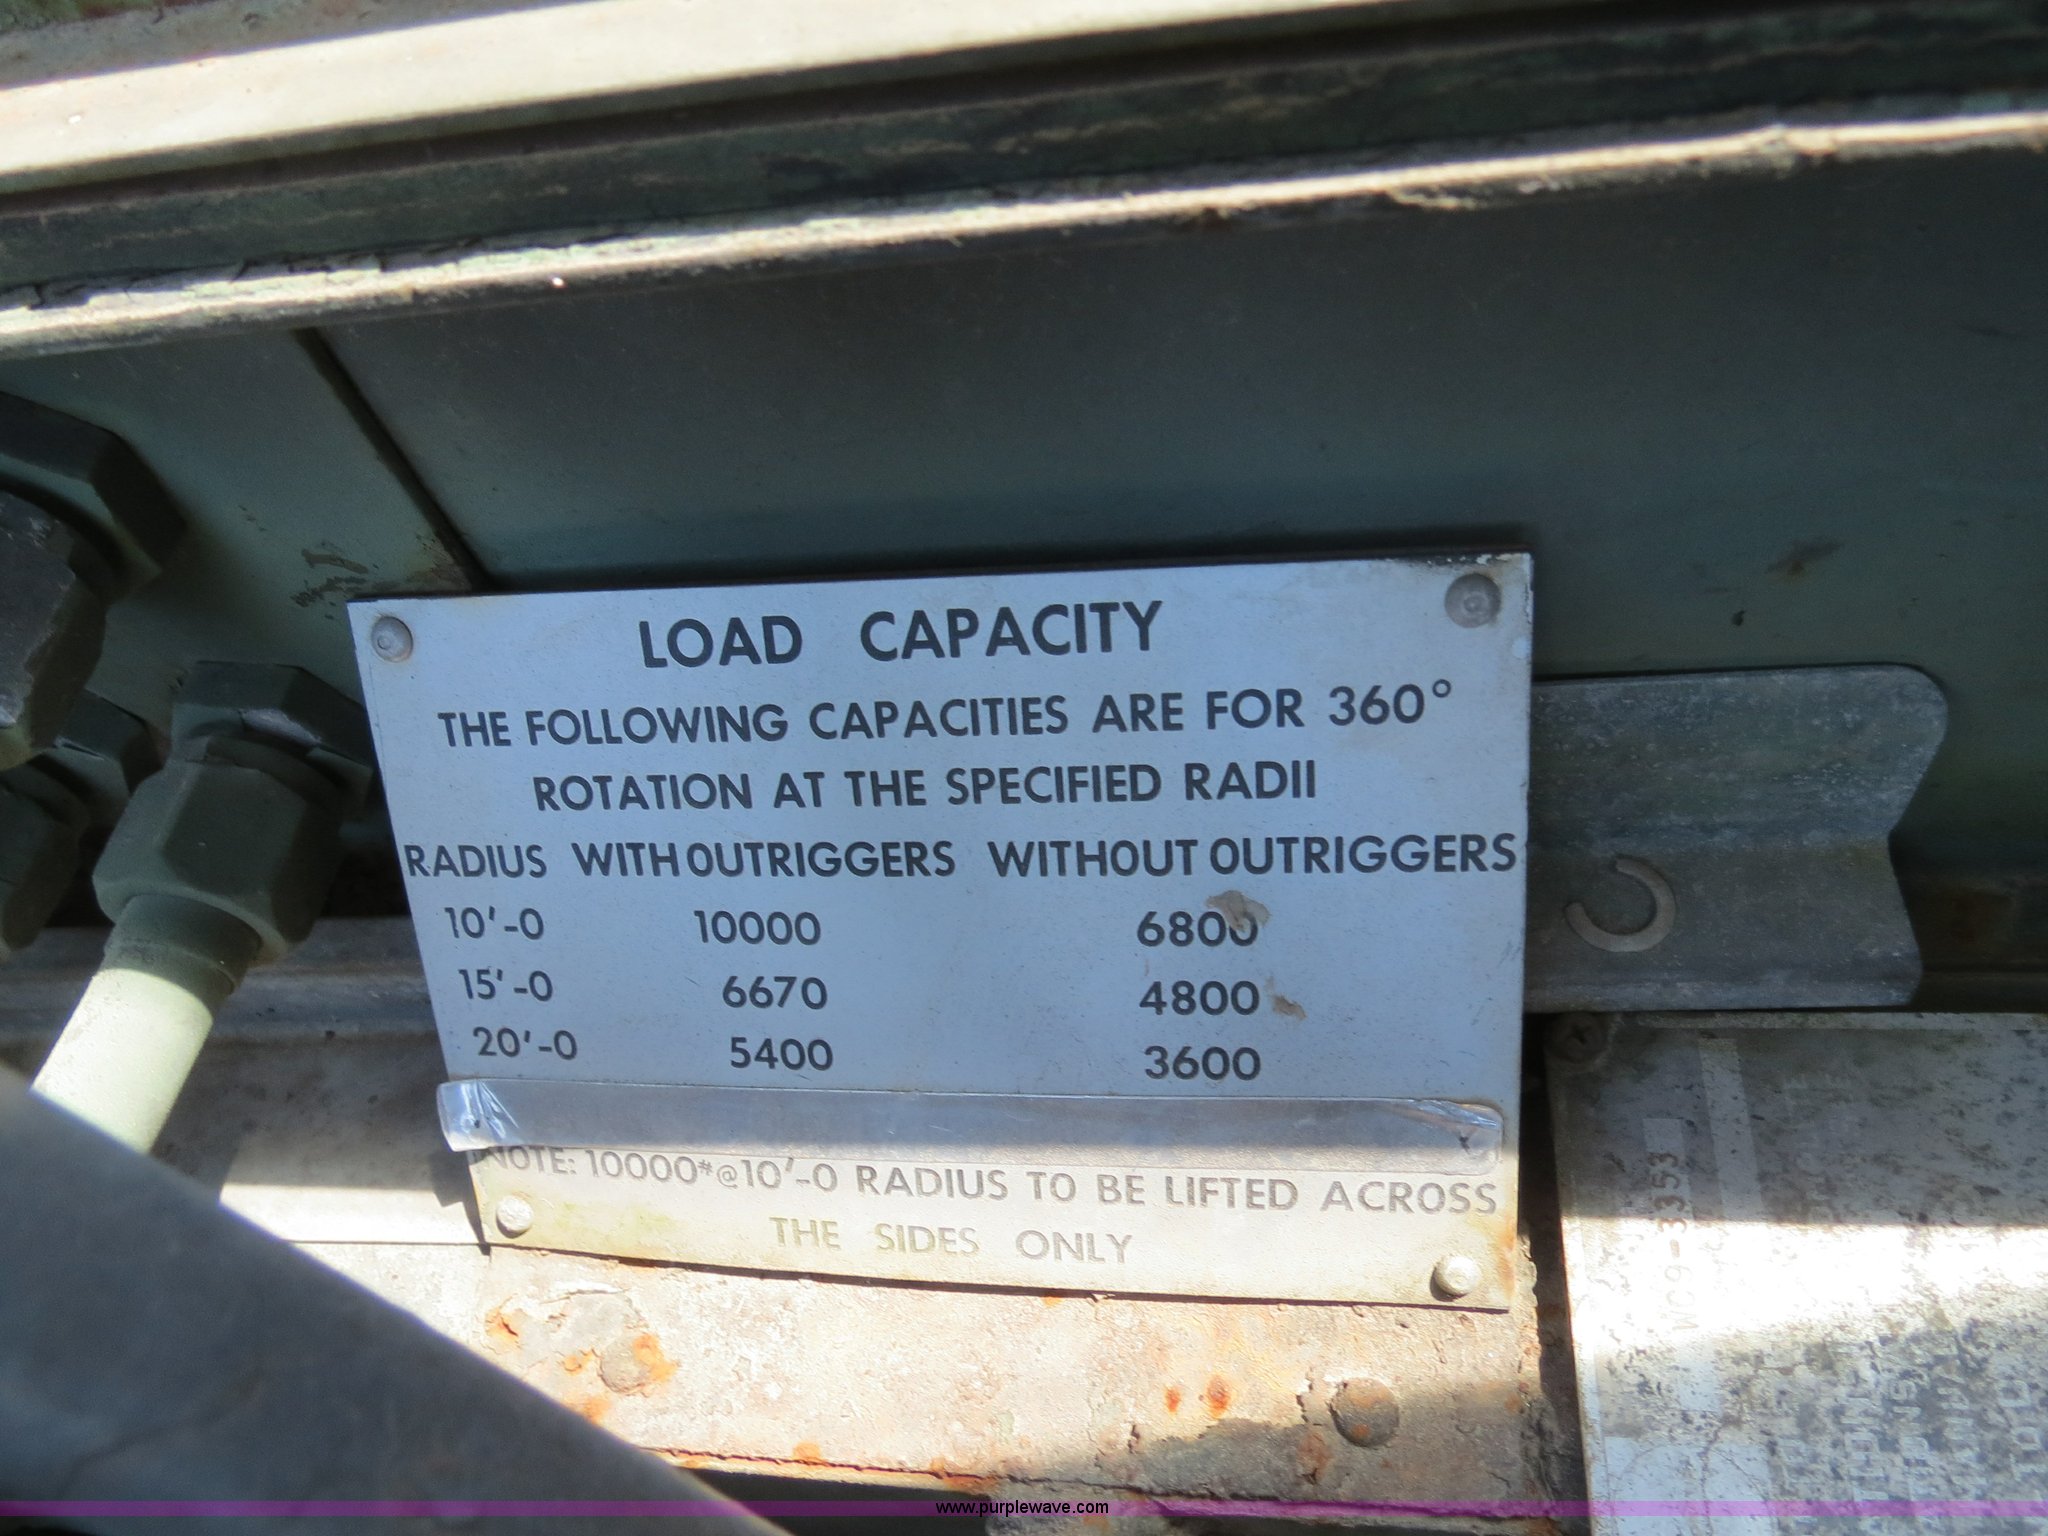 LOAD CAPACITY
THE FOLLOWING CAPACITIES ARE FOR 360°
ROTATION AT THE SPECIFIED RADII
RADIUS WITH OUTRIGGERS WITHOUT OUTRIGGERS
10'-0 10000 6800
15'-0 6670 4800
20'-0 5400 3600
NOTE: 10000#@10'-0 RADIUS TO BE LIFTED ACROSS
THE SIDES ONLY
WC9-3353
www.purplewave.com